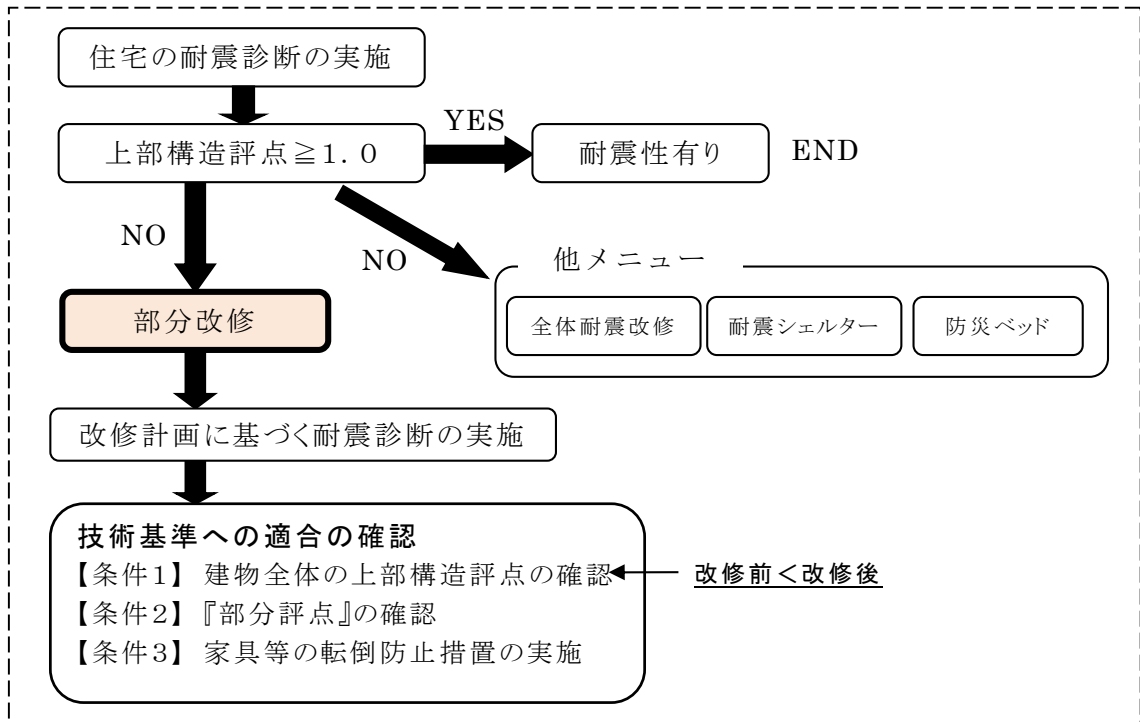 住宅の耐震診断の実施
上部構造評点≧1.0
YES
耐震性有り
END
NO
NO
他メニュー
全体耐震改修
耐震シェルター
防災ベッド
部分改修
改修計画に基づく耐震診断の実施
技術基準への適合の確認
【条件1】 建物全体の上部構造評点の確認
改修前<改修後
【条件2】『部分評点』の確認
【条件3】 家具等の転倒防止措置の実施